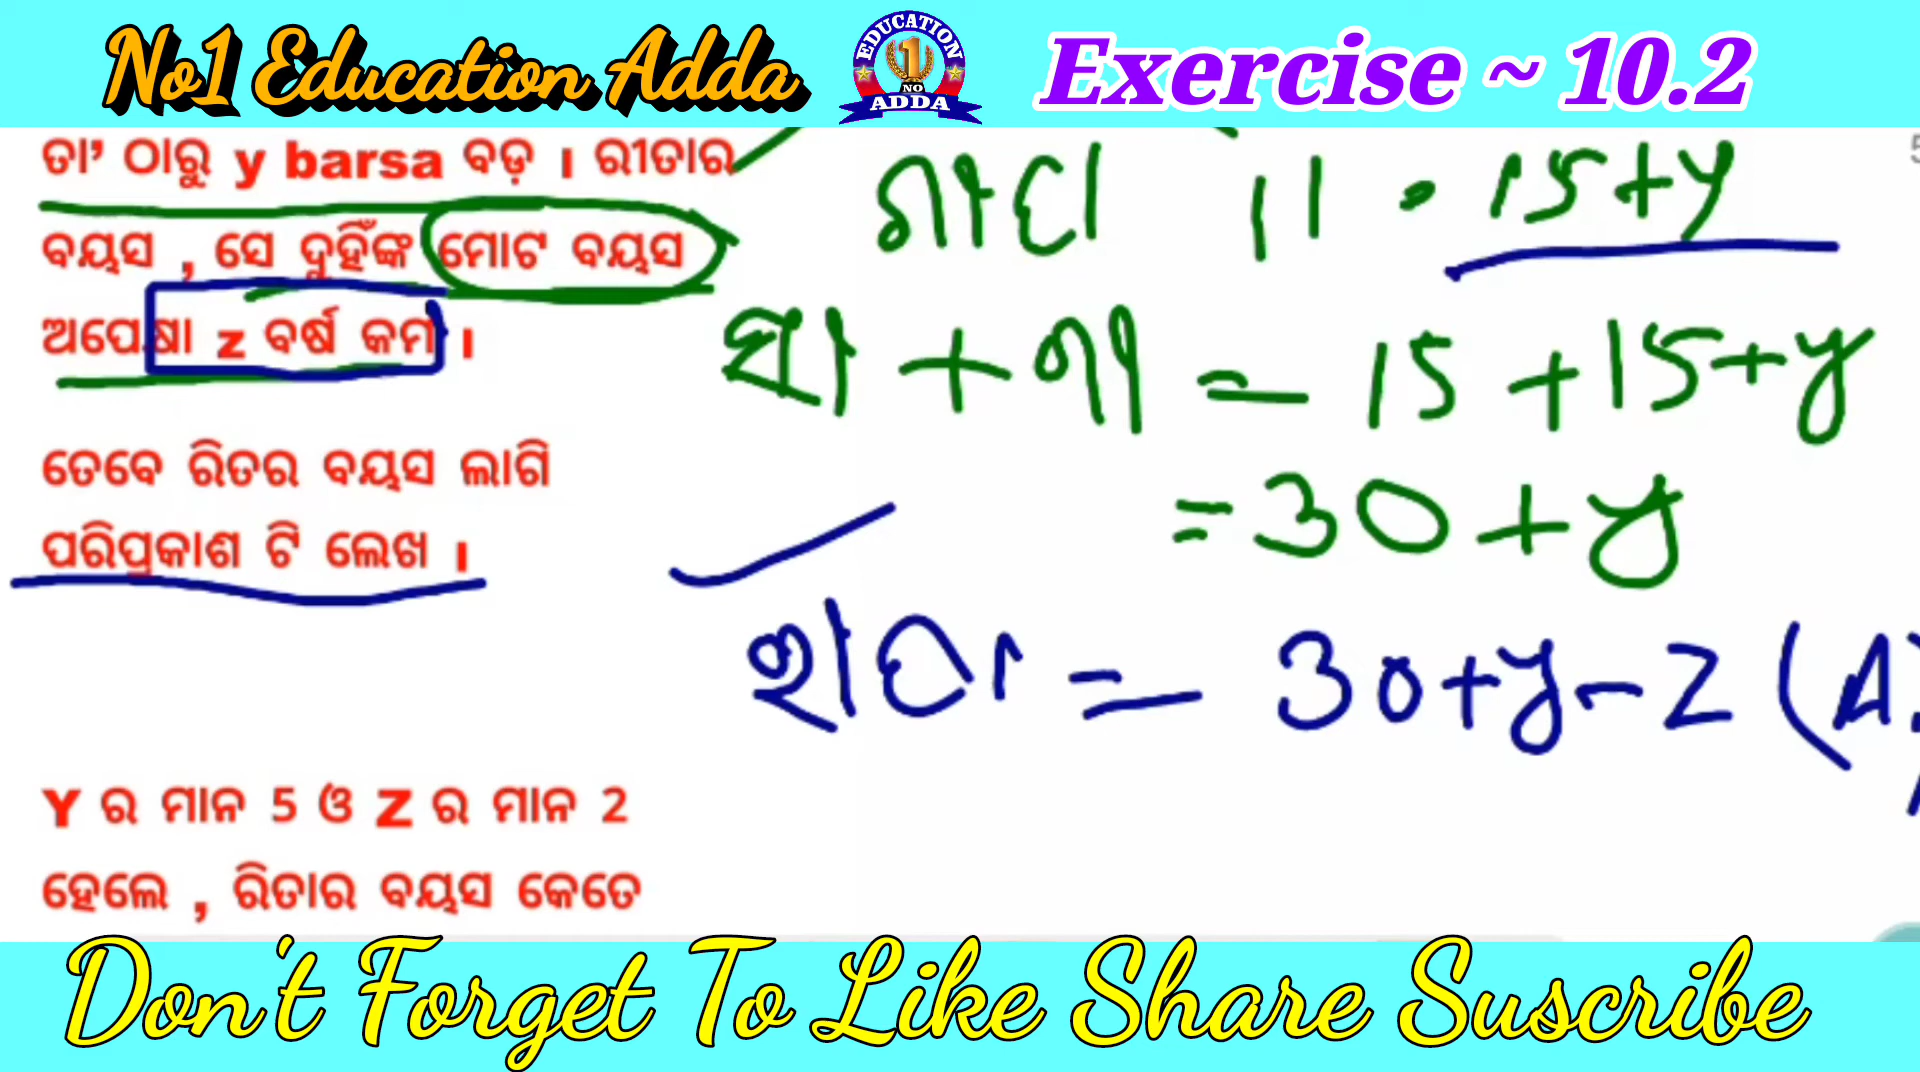 No1 Education Adda
EDUCATION
1
NO
ADDA
Exercise ~ 10.2
ତା' ଠାରୁ y barsa ବଡ଼ । ରୀତାର
ବୟସ , ସେ ଦୁହିଁଙ୍କ ମୋଟ ବୟସ
ଅପେକ୍ଷା z ବର୍ଷ କମ ।
ତେବେ ରିତର ବୟସ ଲାଗି
ପରିପ୍ରକାଶ ଟି ଲେଖ ।
Y ର ମାନ 5 ଓ Z ର ମାନ 2
ହେଲେ , ରିତାର ବୟସ କେତେ
15+y
= 15 +15+y
=30+y
= 30+y-z (A)
Don't Forget To Like Share Suscribe